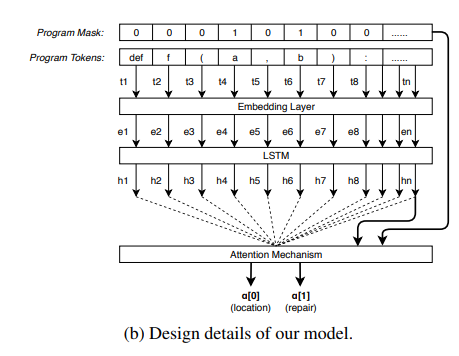 Program Mask: 0 0 0 1 0 1 0 0 ......
Program Tokens: def f ( a , b ) : ......
t1 t2 t3 t4 t5 t6 t7 t8 tn
Embedding Layer
e1 e2 e3 e4 e5 e6 e7 e8 en
LSTM
h1 h2 h3 h4 h5 h6 h7 h8 hn
Attention Mechanism
α[0] α[1]
(location) (repair)
(b) Design details of our model.